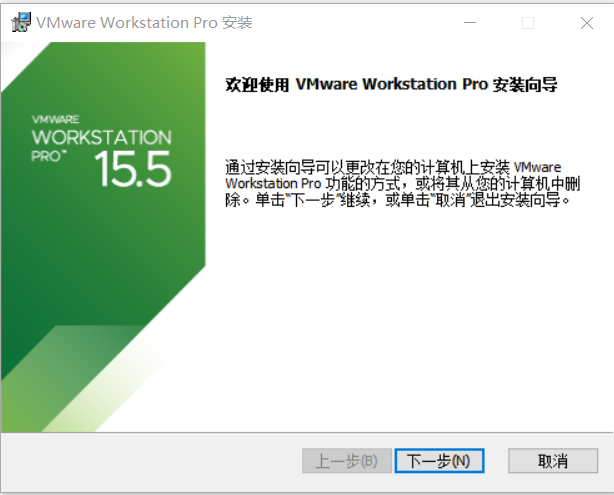 VMware Workstation Pro 安装
欢迎使用 VMware Workstation Pro 安装向导
VMWARE
WORKSTATION
PRO™
15.5
通过安装向导可以更改在您的计算机上安装 VMware
Workstation Pro 功能的方式，或将其从您的计算机中删
除。单击“下一步”继续，或单击“取消”退出安装向导。
上一步(B)
下一步(N)
取消